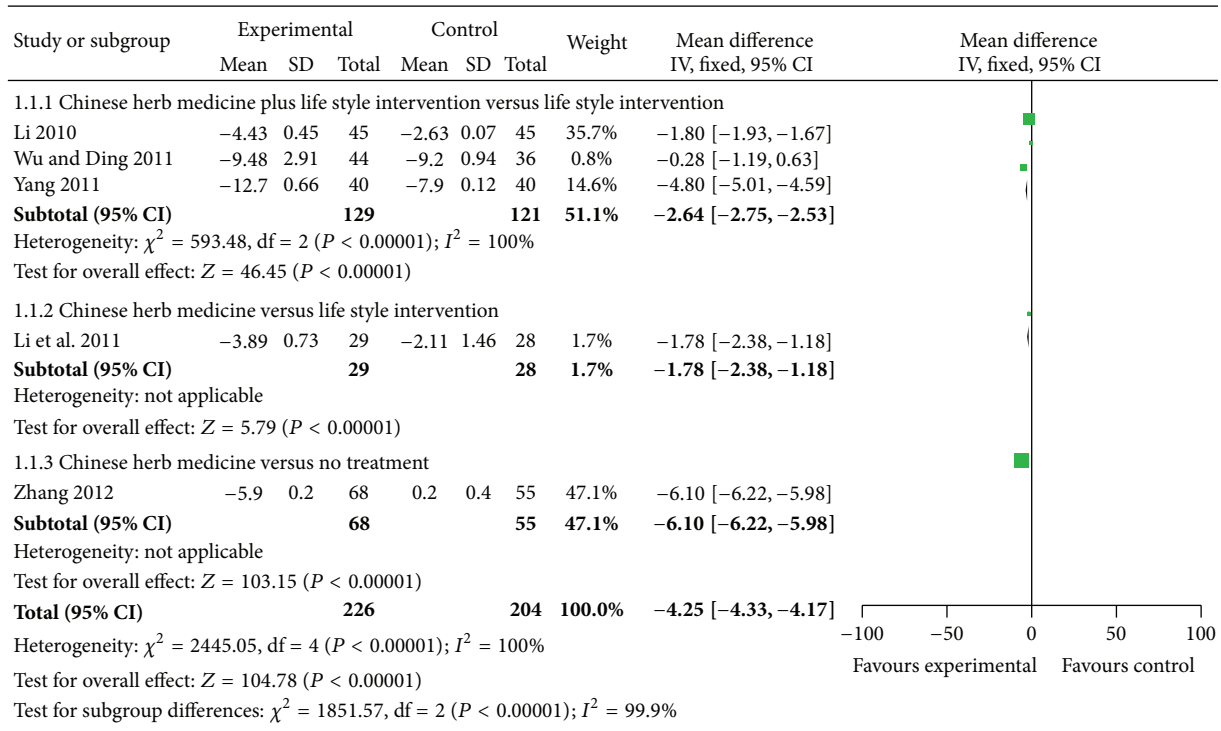 Study or subgroup Experimental Control Weight Mean difference Mean difference
Mean SD Total Mean SD Total IV, fixed, 95% CI IV, fixed, 95% CI
1.1.1 Chinese herb medicine plus life style intervention versus life style intervention
Li 2010 −4.43 0.45 45 −2.63 0.07 45 35.7% −1.80 [−1.93, −1.67]
Wu and Ding 2011 −9.48 2.91 44 −9.2 0.94 36 0.8% −0.28 [−1.19, 0.63]
Yang 2011 −12.7 0.66 40 −7.9 0.12 40 14.6% −4.80 [−5.01, −4.59]
Subtotal (95% CI) 129 121 51.1% −2.64 [−2.75, −2.53]
Heterogeneity: χ² = 593.48, df = 2 (P < 0.00001); I² = 100%
Test for overall effect: Z = 46.45 (P < 0.00001)
1.1.2 Chinese herb medicine versus life style intervention
Li et al. 2011 −3.89 0.73 29 −2.11 1.46 28 1.7% −1.78 [−2.38, −1.18]
Subtotal (95% CI) 29 28 1.7% −1.78 [−2.38, −1.18]
Heterogeneity: not applicable
Test for overall effect: Z = 5.79 (P < 0.00001)
1.1.3 Chinese herb medicine versus no treatment
Zhang 2012 −5.9 0.2 68 0.2 0.4 55 47.1% −6.10 [−6.22, −5.98]
Subtotal (95% CI) 68 55 47.1% −6.10 [−6.22, −5.98]
Heterogeneity: not applicable
Test for overall effect: Z = 103.15 (P < 0.00001)
Total (95% CI) 226 204 100.0% −4.25 [−4.33, −4.17]
Heterogeneity: χ² = 2445.05, df = 4 (P < 0.00001); I² = 100%
Test for overall effect: Z = 104.78 (P < 0.00001)
Test for subgroup differences: χ² = 1851.57, df = 2 (P < 0.00001); I² = 99.9%
−100 −50 0 50 100
Favours experimental Favours control